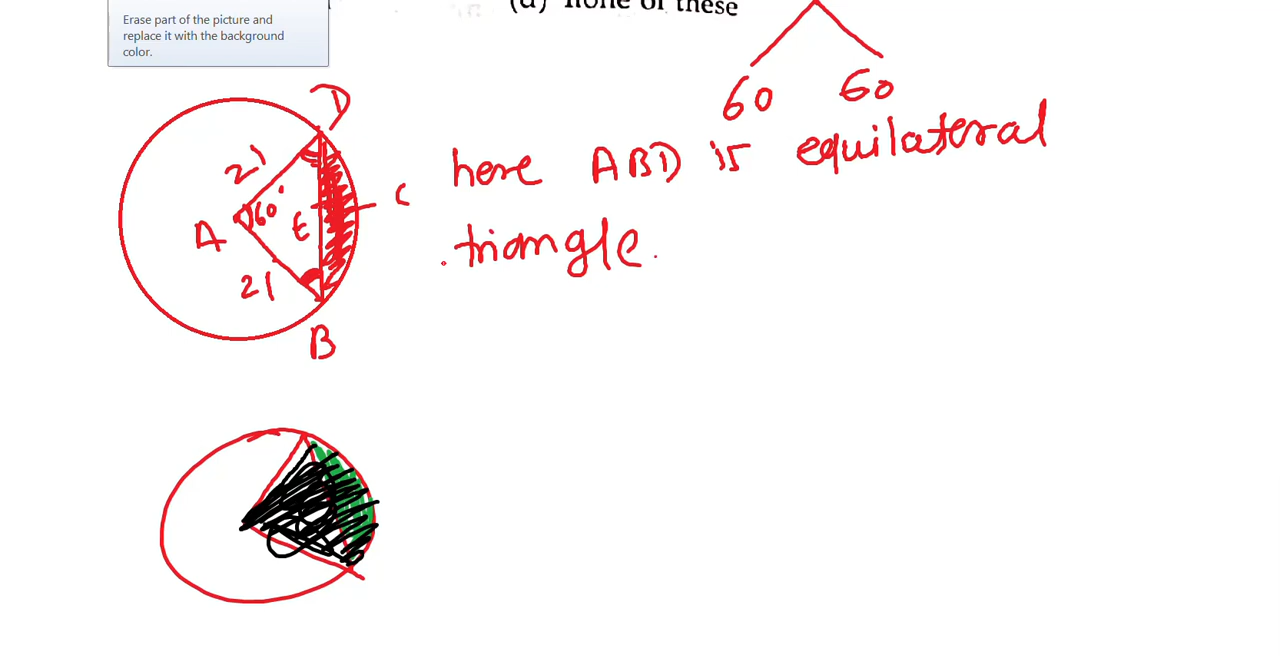 Erase part of the picture and
replace it with the background
color.
(d) none of these
60 60
D
21
60°
A
E
C
21
B
here ABD is equilateral
triangle.